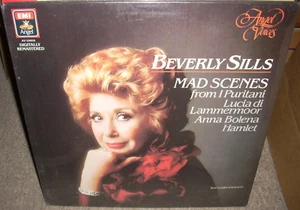 EMI
Angel
DIGITALLY
REMASTERED
Angel
Voices
BEVERLY SILLS
MAD SCENES
from I Puritani
Lucia di
Lammermoor
Anna Bolena
Hamlet